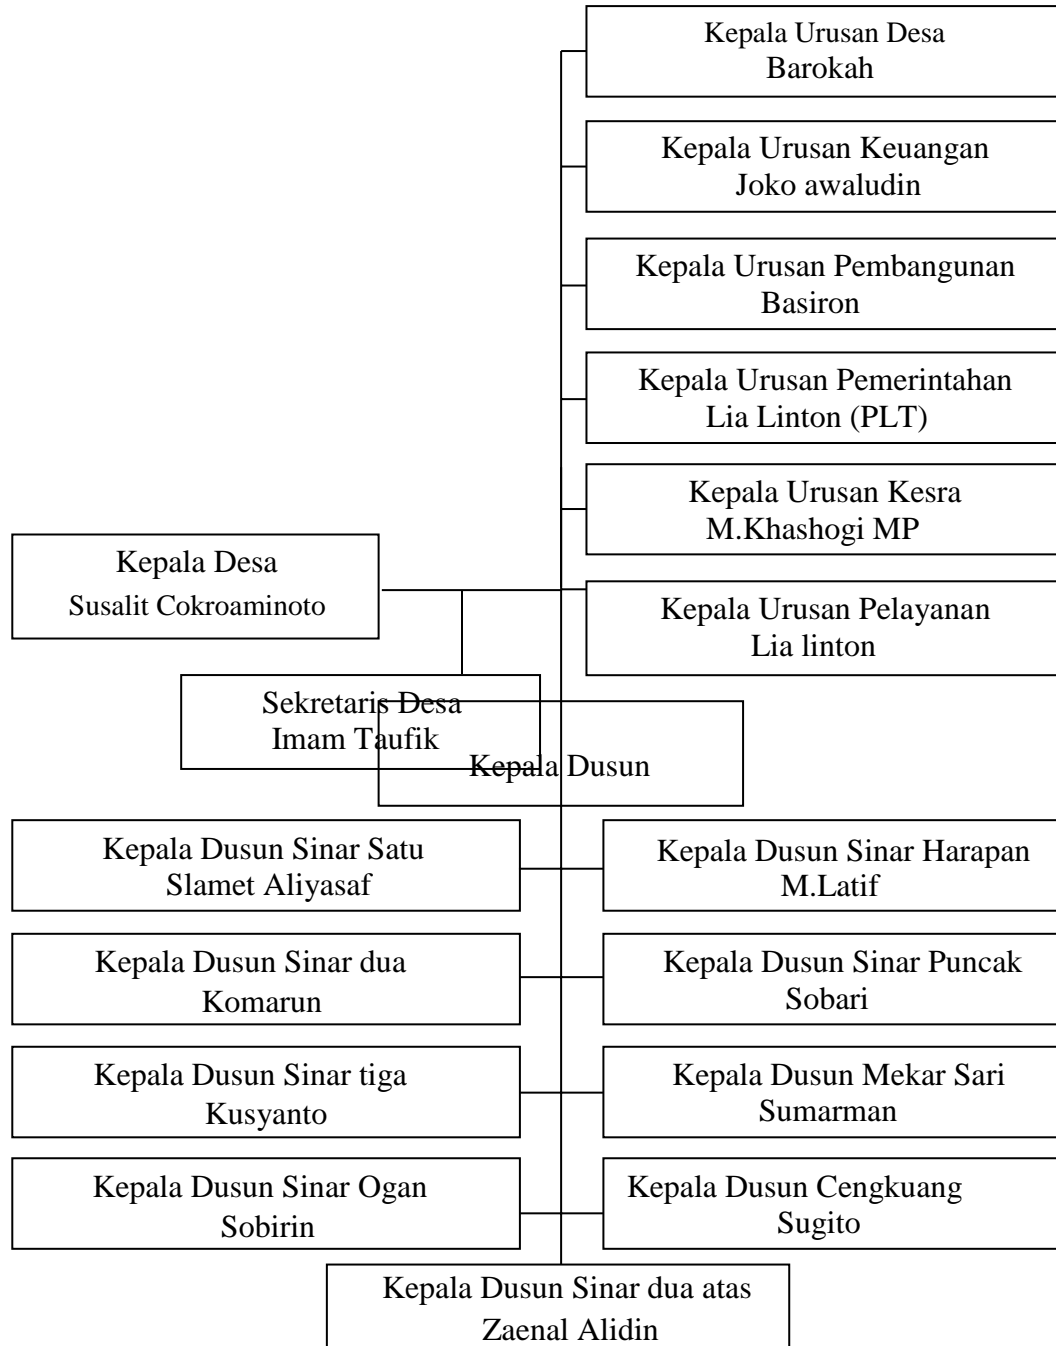 Kepala Urusan Desa
Barokah
Kepala Urusan Keuangan
Joko awaludin
Kepala Urusan Pembangunan
Basiron
Kepala Urusan Pemerintahan
Lia Linton (PLT)
Kepala Urusan Kesra
M.Khashogi MP
Kepala Desa
Susalit Cokroaminoto
Kepala Urusan Pelayanan
Lia linton
Sekretaris Desa
Imam Taufik
Kepala Dusun
Kepala Dusun Sinar Satu
Slamet Aliyasaf
Kepala Dusun Sinar Harapan
M.Latif
Kepala Dusun Sinar dua
Komarun
Kepala Dusun Sinar Puncak
Sobari
Kepala Dusun Sinar tiga
Kusyanto
Kepala Dusun Mekar Sari
Sumarman
Kepala Dusun Sinar Ogan
Sobirin
Kepala Dusun Cengkuang
Sugito
Kepala Dusun Sinar dua atas
Zaenal Alidin